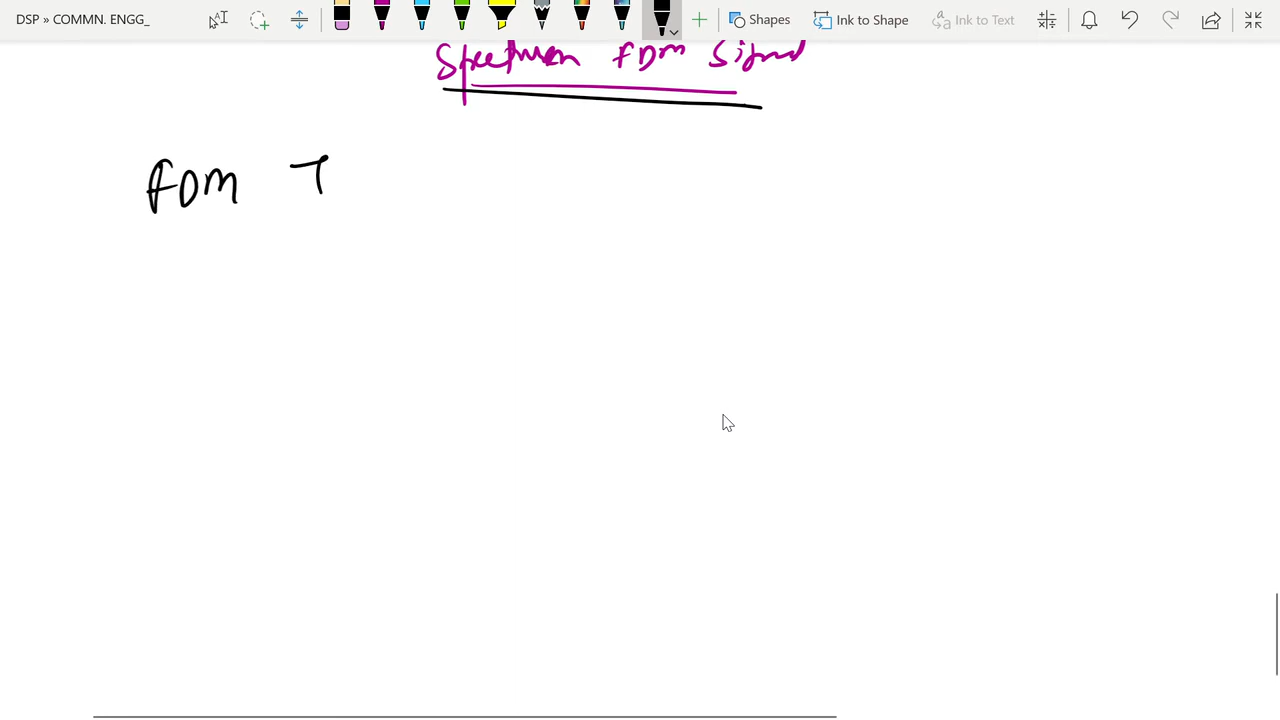 DSP » COMMN. ENGG_
Shapes
Ink to Shape
Ink to Text
Spectrum FDM Signal
FDM T